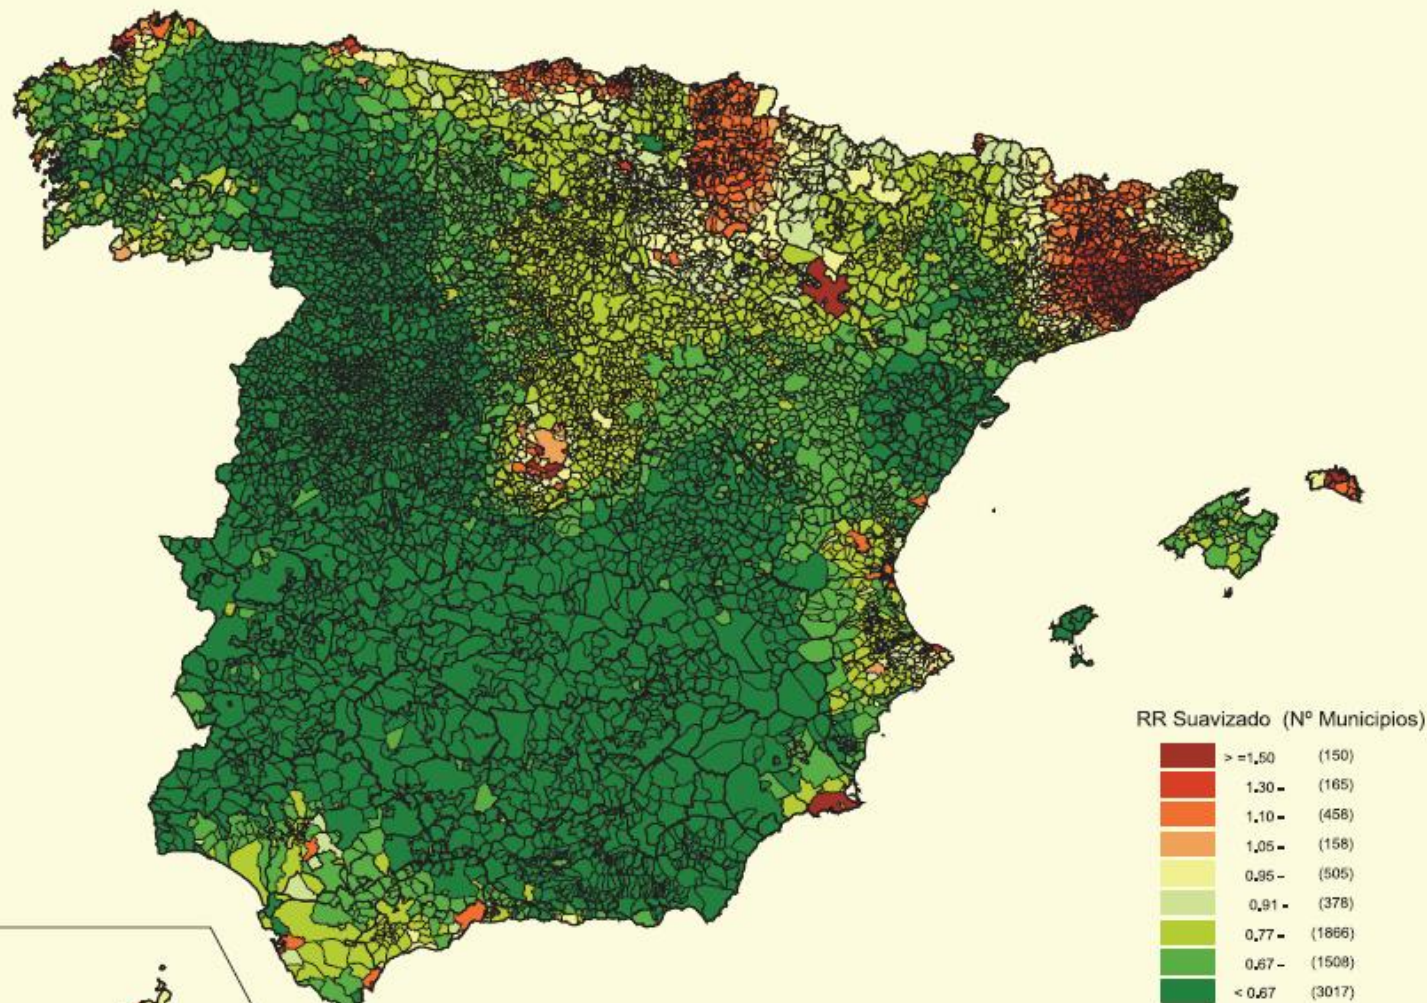 RR Suavizado (Nº Municipios)
> =1.50 (150)
1.30 - (165)
1.10 - (458)
1.05 - (158)
0.95 - (505)
0.91 - (378)
0.77 - (1866)
0.67 - (1508)
< 0.67 (3017)